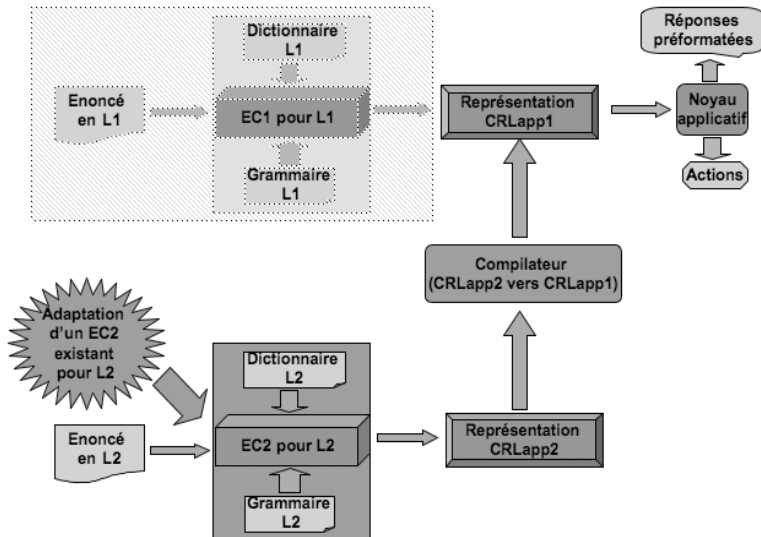 Dictionnaire
L1
Réponses
préformatées
Enoncé
en L1
EC1 pour L1
Représentation
CRLapp1
Noyau
applicatif
Grammaire
L1
Actions
Compilateur
(CRLapp2 vers CRLapp1)
Adaptation
d'un EC2
existant
pour L2
Dictionnaire
L2
Enoncé
en L2
EC2 pour L2
Représentation
CRLapp2
Grammaire
L2